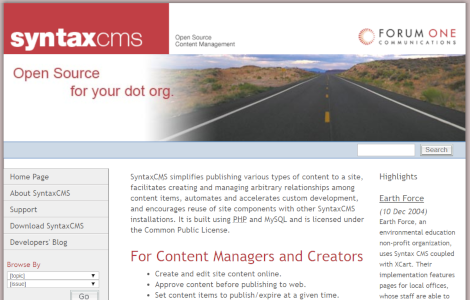 syntaxcms
Open Source
Content Management
FORUM ONE
COMMUNICATIONS
Open Source
for your dot org.
Search
Home Page
About SyntaxCMS
Support
Download SyntaxCMS
Developers' Blog
Browse By
[topic]
[issue]
Go
SyntaxCMS simplifies publishing various types of content to a site,
facilitates creating and managing arbitrary relationships among
content items, automates and accelerates custom development,
and encourages reuse of site components with other SyntaxCMS
installations. It is built using PHP and MySQL and is licensed under
the Common Public License.
For Content Managers and Creators
• Create and edit site content online.
• Approve content before publishing to web.
• Set content items to publish/expire at a given time.
Highlights
Earth Force
(10 Dec 2004)
Earth Force, an
environmental education
non-profit organization,
uses Syntax CMS coupled
with XCart. Their
implementation features
pages for local offices,
whose staff are able to